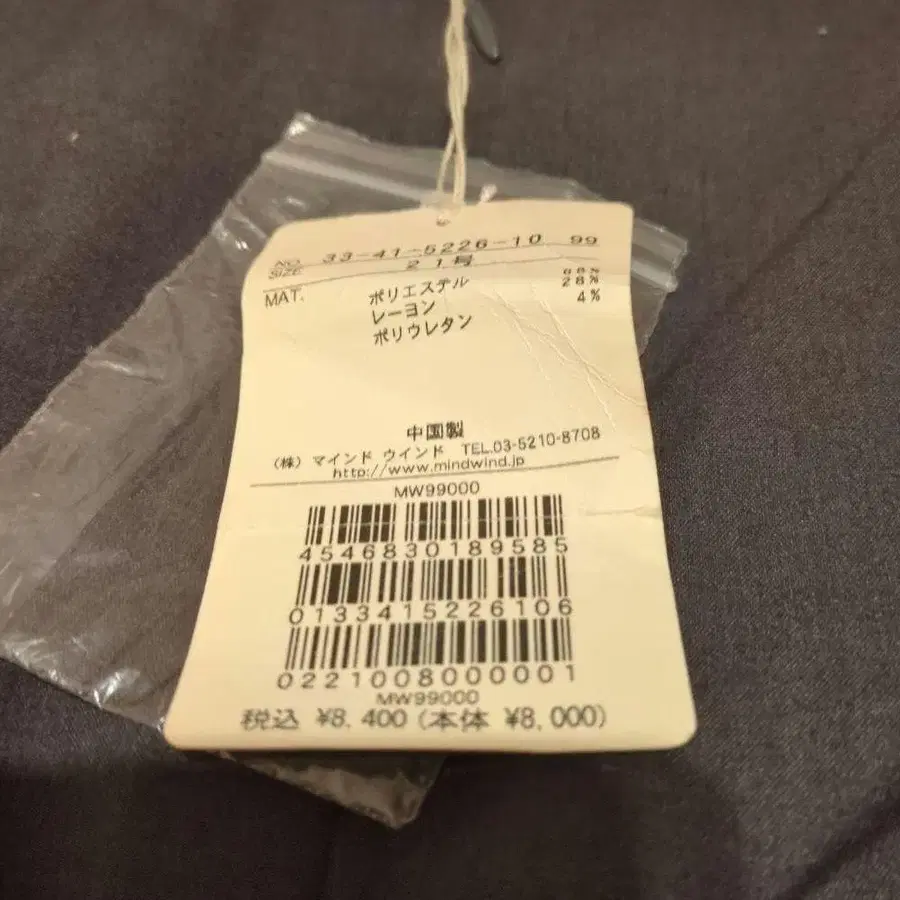 NO. 33-41-5226-10 99
SIZE 21号
MAT. ポリエステル
レーヨン 28%
ポリウレタン 4%
中国製
(株) マインド ウインド TEL.03-5210-8708
http://www.mindwind.jp
MW99000
4546830189585
0133415226106
0221008000001
MW99000
税込 ¥8,400 (本体 ¥8,000)